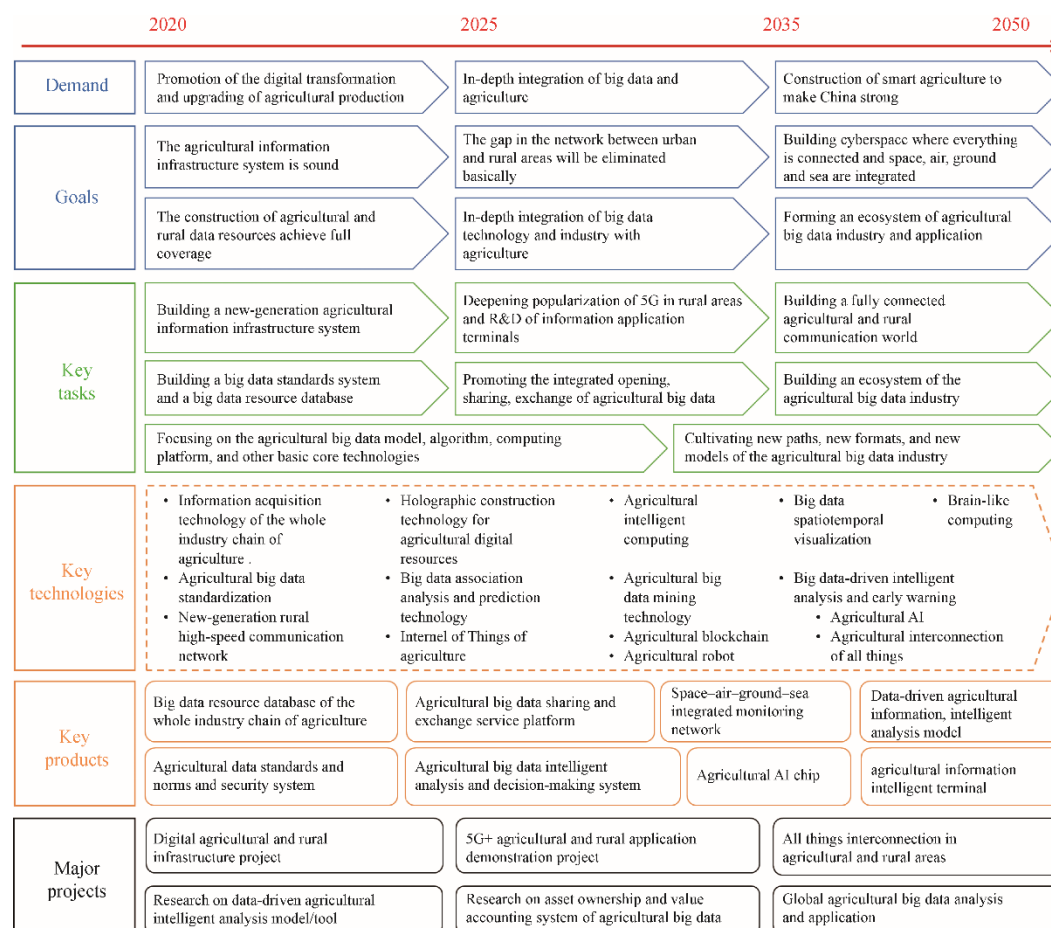 2020 2025 2035 2050
Demand
Promotion of the digital transformation
and upgrading of agricultural production
In-depth integration of big data and
agriculture
Construction of smart agriculture to
make China strong
Goals
The agricultural information
infrastructure system is sound
The gap in the network between urban
and rural areas will be eliminated
basically
Building cyberspace where everything
is connected and space, air, ground
and sea are integrated
The construction of agricultural and
rural data resources achieve full
coverage
In-depth integration of big data
technology and industry with
agriculture
Forming an ecosystem of agricultural
big data industry and application
Key
tasks
Building a new-generation agricultural
information infrastructure system
Deepening popularization of 5G in rural areas
and R&D of information application
terminals
Building a fully connected
agricultural and rural
communication world
Building a big data standards system
and a big data resource database
Promoting the integrated opening,
sharing, exchange of agricultural big data
Building an ecosystem of the
agricultural big data industry
Focusing on the agricultural big data model, algorithm, computing
platform, and other basic core technologies
Cultivating new paths, new formats, and new
models of the agricultural big data industry
Key
technologies
• Information acquisition
technology of the whole
industry chain of
agriculture .
• Agricultural big data
standardization
• New-generation rural
high-speed communication
network
• Holographic construction
technology for
agricultural digital
resources
• Big data association
analysis and prediction
technology
• Internet of Things of
agriculture
• Agricultural
intelligent
computing
• Agricultural big
data mining
technology
• Agricultural blockchain
• Agricultural robot
• Big data
spatiotemporal
visualization
• Big data-driven intelligent
analysis and early warning
• Agricultural AI
• Agricultural interconnection
of all things
• Brain-like
computing
Key
products
Big data resource database of the
whole industry chain of agriculture
Agricultural big data sharing and
exchange service platform
Space–air–ground–sea
integrated monitoring
network
Data-driven agricultural
information, intelligent
analysis model
Agricultural data standards and
norms and security system
Agricultural big data intelligent
analysis and decision-making system
Agricultural AI chip
agricultural information
intelligent terminal
Major
projects
Digital agricultural and rural
infrastructure project
5G+ agricultural and rural application
demonstration project
All things interconnection in
agricultural and rural areas
Research on data-driven agricultural
intelligent analysis model/tool
Research on asset ownership and value
accounting system of agricultural big data
Global agricultural big data analysis
and application